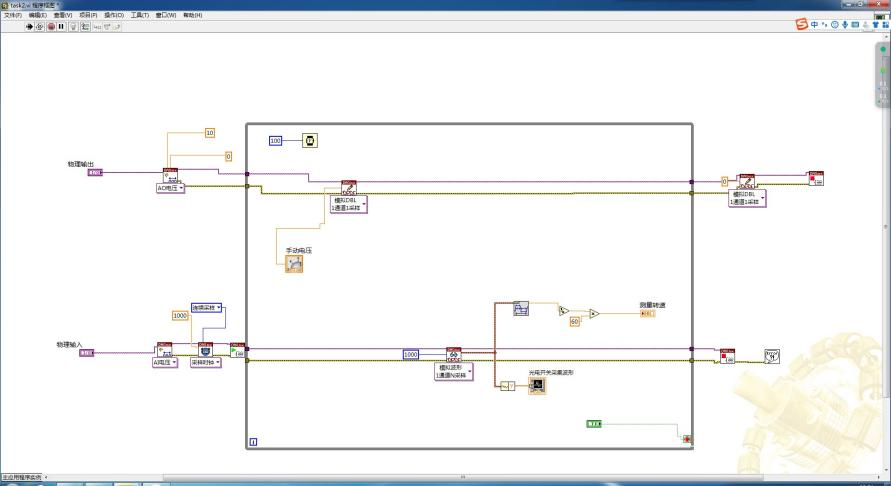 task2.vi 程序框图 *
文件(F) 编辑(E) 查看(V) 项目(P) 操作(O) 工具(T) 窗口(W) 帮助(H)
中
10
100
物理输出
0
AO电压
模拟DBL
1通道1采样
0
模拟DBL
1通道1采样
手动电压
连续采样
1000
测量转速
60
物理输入
1000
AI电压
采样时钟
模拟波形
1通道N采样
光电开关采集波形
i
主应用程序实例